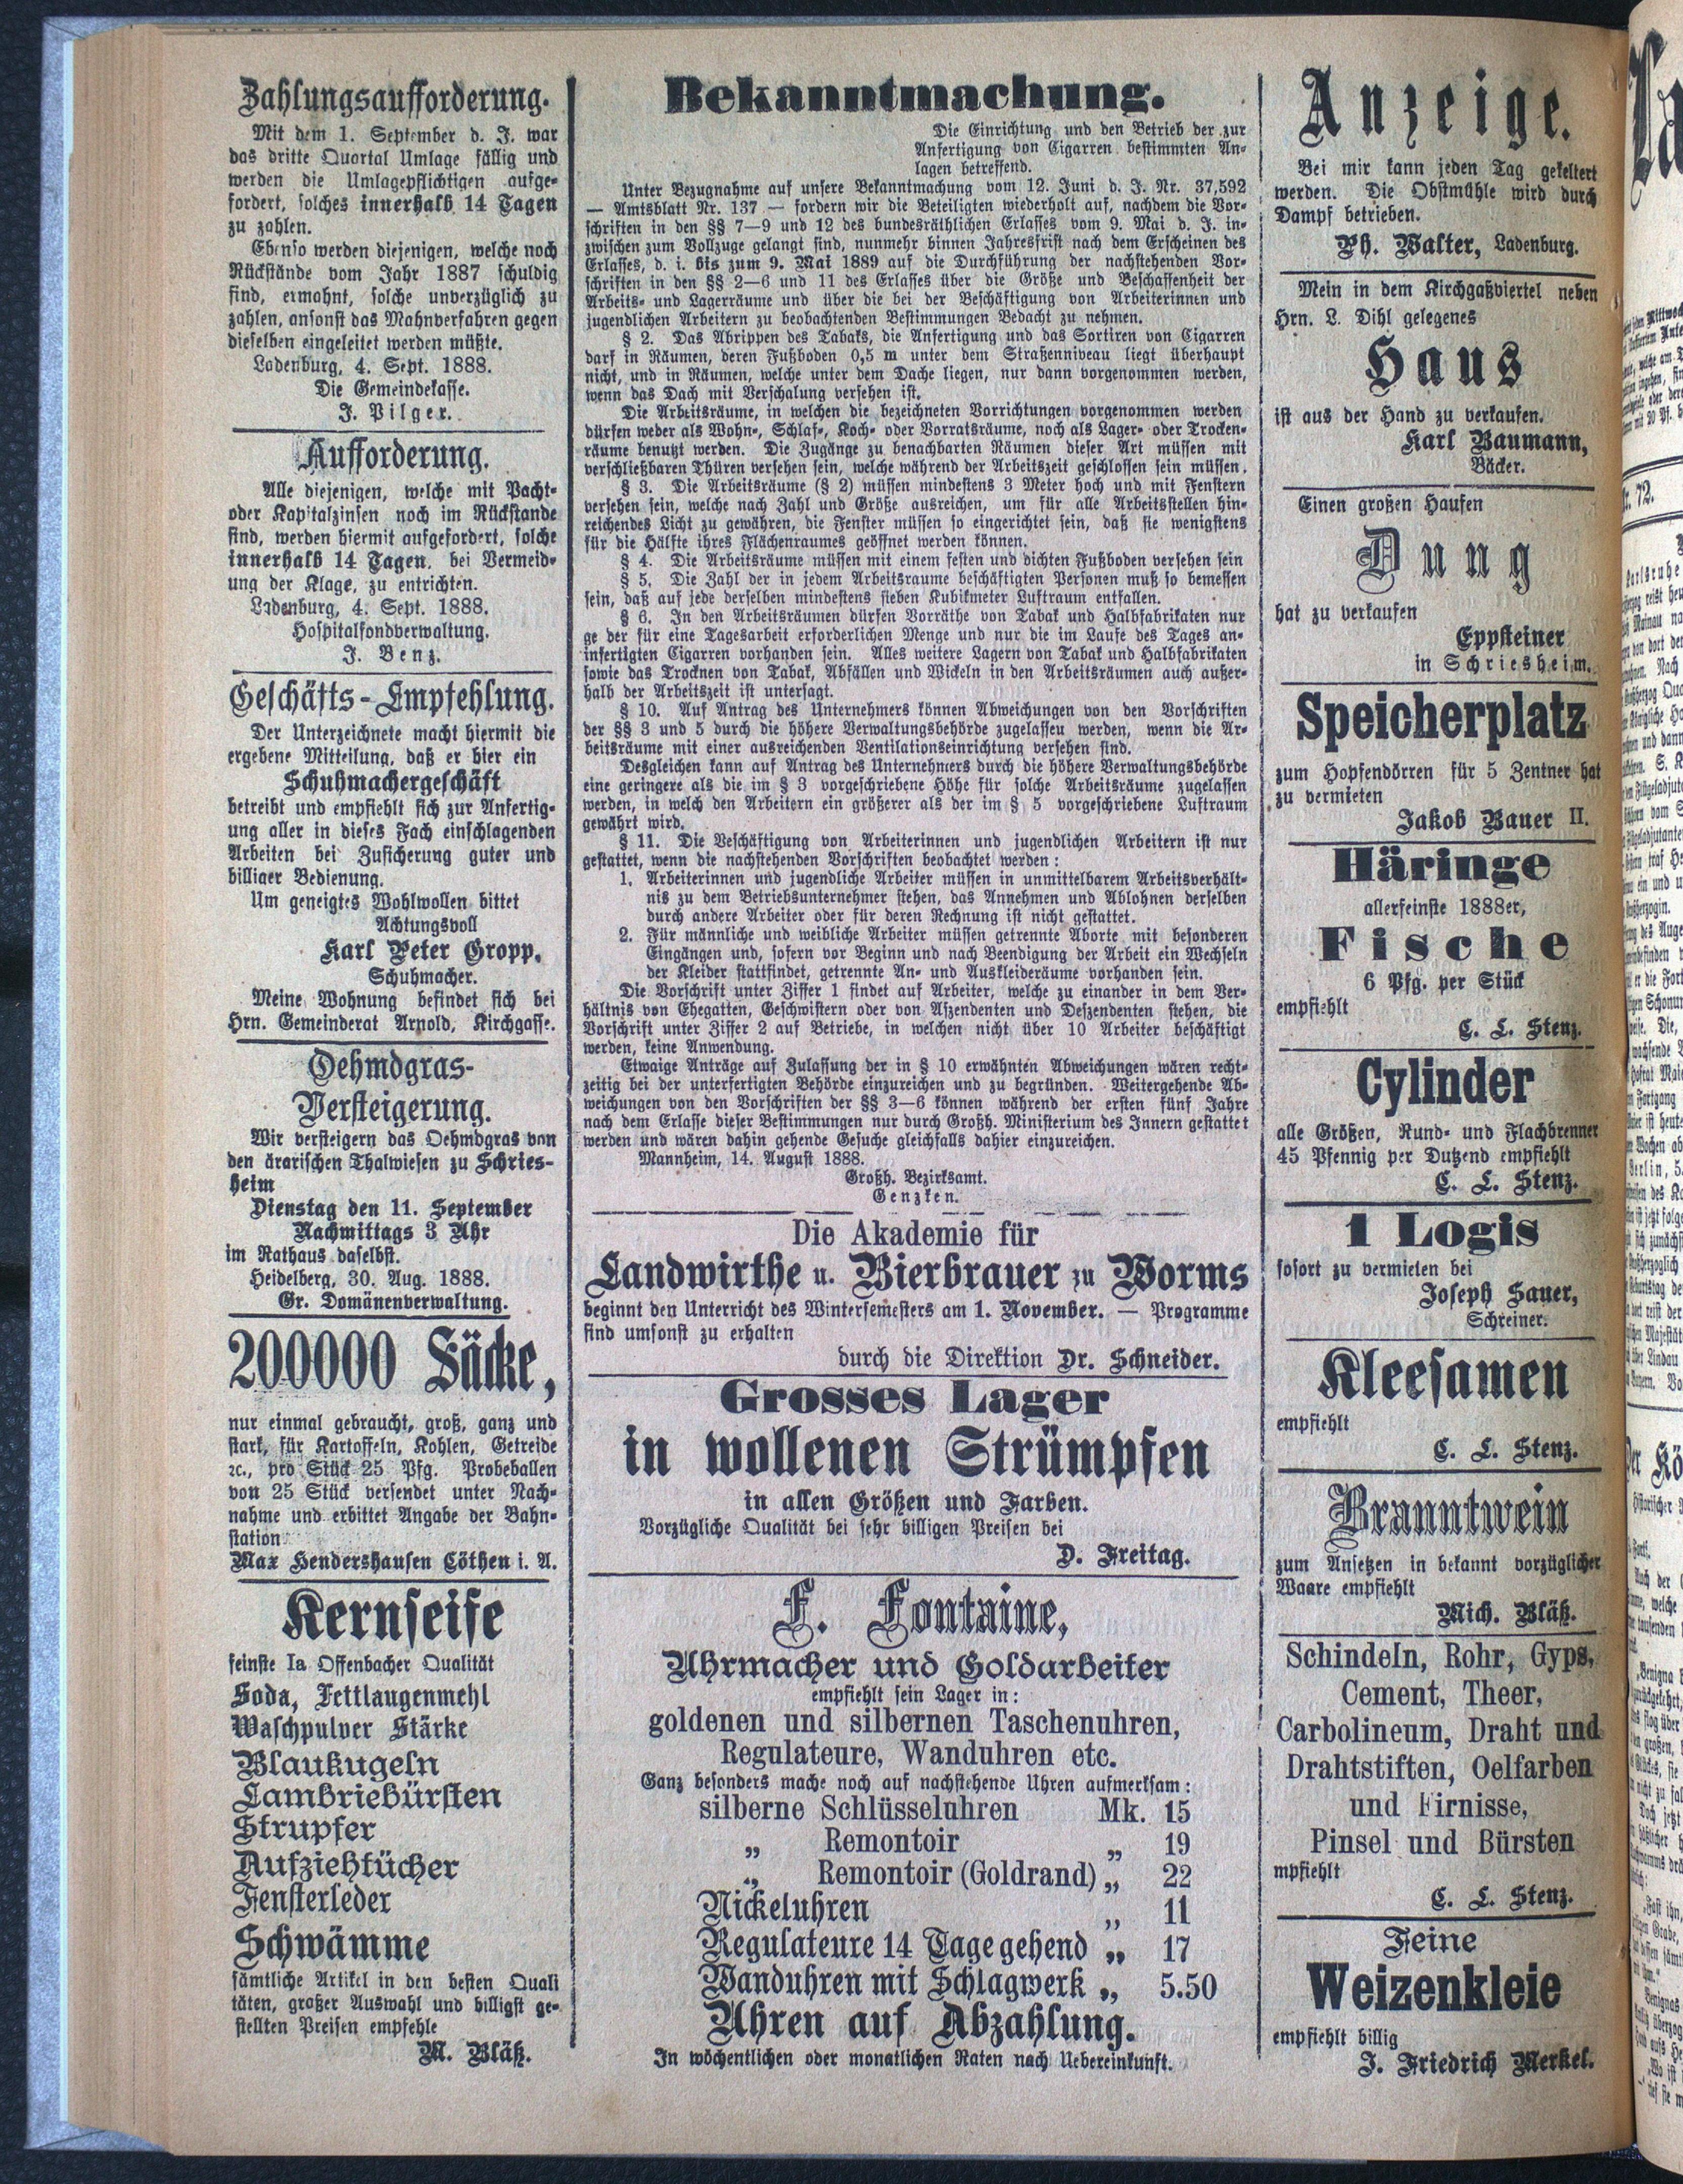 Zahlungsaufforderung.
Mit dem 1. September d. J. war
das dritte Quartal Umlage fällig und
werden die Umlagepflichtigen aufge-
fordert, solches innerhalb 14 Tagen
zu zahlen.
Ebenso werden diejenigen, welche noch
Rückstände vom Jahr 1887 schuldig
sind, ermahnt, solche unverzüglich zu
zahlen, ansonst das Mahnverfahren gegen
dieselben eingeleitet werden müßte.
Ladenburg, 4. Sept. 1888.
Die Gemeindekasse.
J. Pilger.
Aufforderung.
Alle diejenigen, welche mit Pacht-
oder Kapitalzinsen noch im Rückstande
sind, werden hiermit aufgefordert, solche
innerhalb 14 Tagen, bei Vermeid-
ung der Klage, zu entrichten.
Ladenburg, 4. Sept. 1888.
Hospitalfondverwaltung.
J. Benz.
Geschäfts-Empfehlung.
Der Unterzeichnete macht hiermit die
ergebene Mitteilung, daß er hier ein
Schuhmachergeschäft
betreibt und empfiehlt sich zur Anfertig-
ung aller in dieses Fach einschlagenden
Arbeiten bei Zusicherung guter und
billiger Bedienung.
Um geneigtes Wohlwollen bittet
Achtungsvoll
Karl Peter Gropp,
Schuhmacher.
Meine Wohnung befindet sich bei
Hrn. Gemeinderat Arnold, Kirchgasse.
Oehmdgras-
Versteigerung.
Wir versteigern das Oehmdgras von
den ärarischen Thalwiesen zu Schries-
heim
Dienstag den 11. September
Nachmittags 3 Uhr
im Rathaus daselbst.
Heidelberg, 30. Aug. 1888.
Gr. Domänenverwaltung.
200000 Säcke,
nur einmal gebraucht, groß, ganz und
stark, für Kartoffeln, Kohlen, Getreide
ꝛc., pro Stück 25 Pfg. Probeballen
von 25 Stück versendet unter Nach-
nahme und erbittet Angabe der Bahn-
station
Max Hendershausen Cöthen i. A.
Kernseife
feinste Ia Offenbacher Qualität
Soda, Fettlaugenmehl
Waschpulver Stärke
Blaukugeln
Lambriebürsten
Strupfer
Aufziehtücher
Fensterleder
Schwämme
sämtliche Artikel in den besten Quali
täten, großer Auswahl und billigst ge-
stellten Preisen empfehle
M. Bläß.
Bekanntmachung.
Die Einrichtung und den Betrieb der zur
Anfertigung von Cigarren bestimmten An-
lagen betreffend.
Unter Bezugnahme auf unsere Bekanntmachung vom 12. Juni d. J. Nr. 37,592
— Amtsblatt Nr. 137 — fordern wir die Beteiligten wiederholt auf, nachdem die Vor-
schriften in den §§ 7—9 und 12 des bundesräthlichen Erlasses vom 9. Mai d. J. in-
zwischen zum Vollzuge gelangt sind, nunmehr binnen Jahresfrist nach dem Erscheinen des
Erlasses, d. i. bis zum 9. Mai 1889 auf die Durchführung der nachstehenden Vor-
schriften in den §§ 2—6 und 11 des Erlasses über die Größe und Beschaffenheit der
Arbeits- und Lagerräume und über die bei der Beschäftigung von Arbeiterinnen und
jugendlichen Arbeitern zu beobachtenden Bestimmungen Bedacht zu nehmen.
§ 2. Das Abrippen des Tabaks, die Anfertigung und das Sortiren von Cigarren
darf in Räumen, deren Fußboden 0,5 m unter dem Straßenniveau liegt überhaupt
nicht, und in Räumen, welche unter dem Dache liegen, nur dann vorgenommen werden,
wenn das Dach mit Verschalung versehen ist.
Die Arbeitsräume, in welchen die bezeichneten Vorrichtungen vorgenommen werden
dürfen weder als Wohn-, Schlaf-, Koch- oder Vorratsräume, noch als Lager- oder Trocken-
räume benutzt werden. Die Zugänge zu benachbarten Räumen dieser Art müssen mit
verschließbaren Thüren versehen sein, welche während der Arbeitszeit geschlossen sein müssen.
§ 3. Die Arbeitsräume (§ 2) müssen mindestens 3 Meter hoch und mit Fenstern
versehen sein, welche nach Zahl und Größe ausreichen, um für alle Arbeitsstellen hin-
reichendes Licht zu gewähren, die Fenster müssen so eingerichtet sein, daß sie wenigstens
für die Hälfte ihres Flächenraumes geöffnet werden können.
§ 4. Die Arbeitsräume müssen mit einem festen und dichten Fußboden versehen sein
§ 5. Die Zahl der in jedem Arbeitsraume beschäftigten Personen muß so bemessen
sein, daß auf jede derselben mindestens sieben Kubikmeter Luftraum entfallen.
§ 6. In den Arbeitsräumen dürfen Vorräthe von Tabak und Halbfabrikaten nur
ge der für eine Tagesarbeit erforderlichen Menge und nur die im Laufe des Tages an-
infertigten Cigarren vorhanden sein. Alles weitere Lagern von Tabak und Halbfabrikaten
sowie das Trocknen von Tabak, Abfällen und Wickeln in den Arbeitsräumen auch außer-
halb der Arbeitszeit ist untersagt.
§ 10. Auf Antrag des Unternehmers können Abweichungen von den Vorschriften
der §§ 3 und 5 durch die höhere Verwaltungsbehörde zugelassen werden, wenn die Ar-
beitsräume mit einer ausreichenden Ventilationseinrichtung versehen sind.
Desgleichen kann auf Antrag des Unternehmers durch die höhere Verwaltungsbehörde
eine geringere als die im § 3 vorgeschriebene Höhe für solche Arbeitsräume zugelassen
werden, in welch den Arbeitern ein größerer als der im § 5 vorgeschriebene Luftraum
gewährt wird.
§ 11. Die Beschäftigung von Arbeiterinnen und jugendlichen Arbeitern ist nur
gestattet, wenn die nachstehenden Vorschriften beobachtet werden:
1. Arbeiterinnen und jugendliche Arbeiter müssen in unmittelbarem Arbeitsverhält-
nis zu dem Betriebsunternehmer stehen, das Annehmen und Ablohnen derselben
durch andere Arbeiter oder für deren Rechnung ist nicht gestattet.
2. Für männliche und weibliche Arbeiter müssen getrennte Aborte mit besonderen
Eingängen und, sofern vor Beginn und nach Beendigung der Arbeit ein Wechseln
der Kleider stattfindet, getrennte An- und Auskleideräume vorhanden sein.
Die Vorschrift unter Ziffer 1 findet auf Arbeiter, welche zu einander in dem Ver-
hältnis von Ehegatten, Geschwistern oder von Aszendenten und Deszendenten stehen, die
Vorschrift unter Ziffer 2 auf Betriebe, in welchen nicht über 10 Arbeiter beschäftigt
werden, keine Anwendung.
Etwaige Anträge auf Zulassung der in § 10 erwähnten Abweichungen wären recht-
zeitig bei der unterfertigten Behörde einzureichen und zu begründen. Weitergehende Ab-
weichungen von den Vorschriften der §§ 3—6 können während der ersten fünf Jahre
nach dem Erlasse dieser Bestimmungen nur durch Großh. Ministerium des Innern gestattet
werden und wären dahin gehende Gesuche gleichfalls dahier einzureichen.
Mannheim, 14. August 1888.
Großh. Bezirksamt.
Genzken.
Die Akademie für
Landwirthe u. Bierbrauer zu Worms
beginnt den Unterricht des Wintersemesters am 1. November. — Programme
sind umsonst zu erhalten
durch die Direktion Dr. Schneider.
Grosses Lager
in wollenen Strümpfen
in allen Größen und Farben.
Vorzügliche Qualität bei sehr billigen Preisen bei
D. Freitag.
F. Fontaine,
Uhrmacher und Goldarbeiter
empfiehlt sein Lager in:
goldenen und silbernen Taschenuhren,
Regulateure, Wanduhren etc.
Ganz besonders mache noch auf nachstehende Uhren aufmerksam:
silberne Schlüsseluhren Mk. 15
„ Remontoir „ 19
„ Remontoir (Goldrand) „ 22
Nickeluhren „ 11
Regulateure 14 Tage gehend „ 17
Wanduhren mit Schlagwerk „ 5.50
Uhren auf Abzahlung.
In wöchentlichen oder monatlichen Raten nach Uebereinkunft.
Anzeige.
Bei mir kann jeden Tag gekeltert
werden. Die Obstmühle wird durch
Dampf betrieben.
Ph. Walter, Ladenburg.
Mein in dem Kirchgaßviertel neben
Hrn. L. Dihl gelegenes
Haus
ist aus der Hand zu verkaufen.
Karl Baumann,
Bäcker.
Einen großen Haufen
Dung
hat zu verkaufen
Eppsteiner
in Schriesheim.
Speicherplatz
zum Hopfendörren für 5 Zentner hat
zu vermieten
Jakob Bauer II.
Häringe
allerfeinste 1888er,
Fische
6 Pfg. per Stück
empfiehlt
C. L. Stenz.
Cylinder
alle Größen, Rund- und Flachbrenner
45 Pfennig per Dutzend empfiehlt
C. L. Stenz.
1 Logis
sofort zu vermieten bei
Joseph Sauer,
Schreiner.
Kleesamen
empfiehlt
C. L. Stenz.
Branntwein
zum Ansetzen in bekannt vorzüglicher
Waare empfiehlt
Mich. Bläß.
Schindeln, Rohr, Gyps,
Cement, Theer,
Carbolineum, Draht und
Drahtstiften, Oelfarben
und Firnisse,
Pinsel und Bürsten
mpfiehlt
C. L. Stenz.
Feine
Weizenkleie
empfiehlt billig
J. Friedrich Merkel.